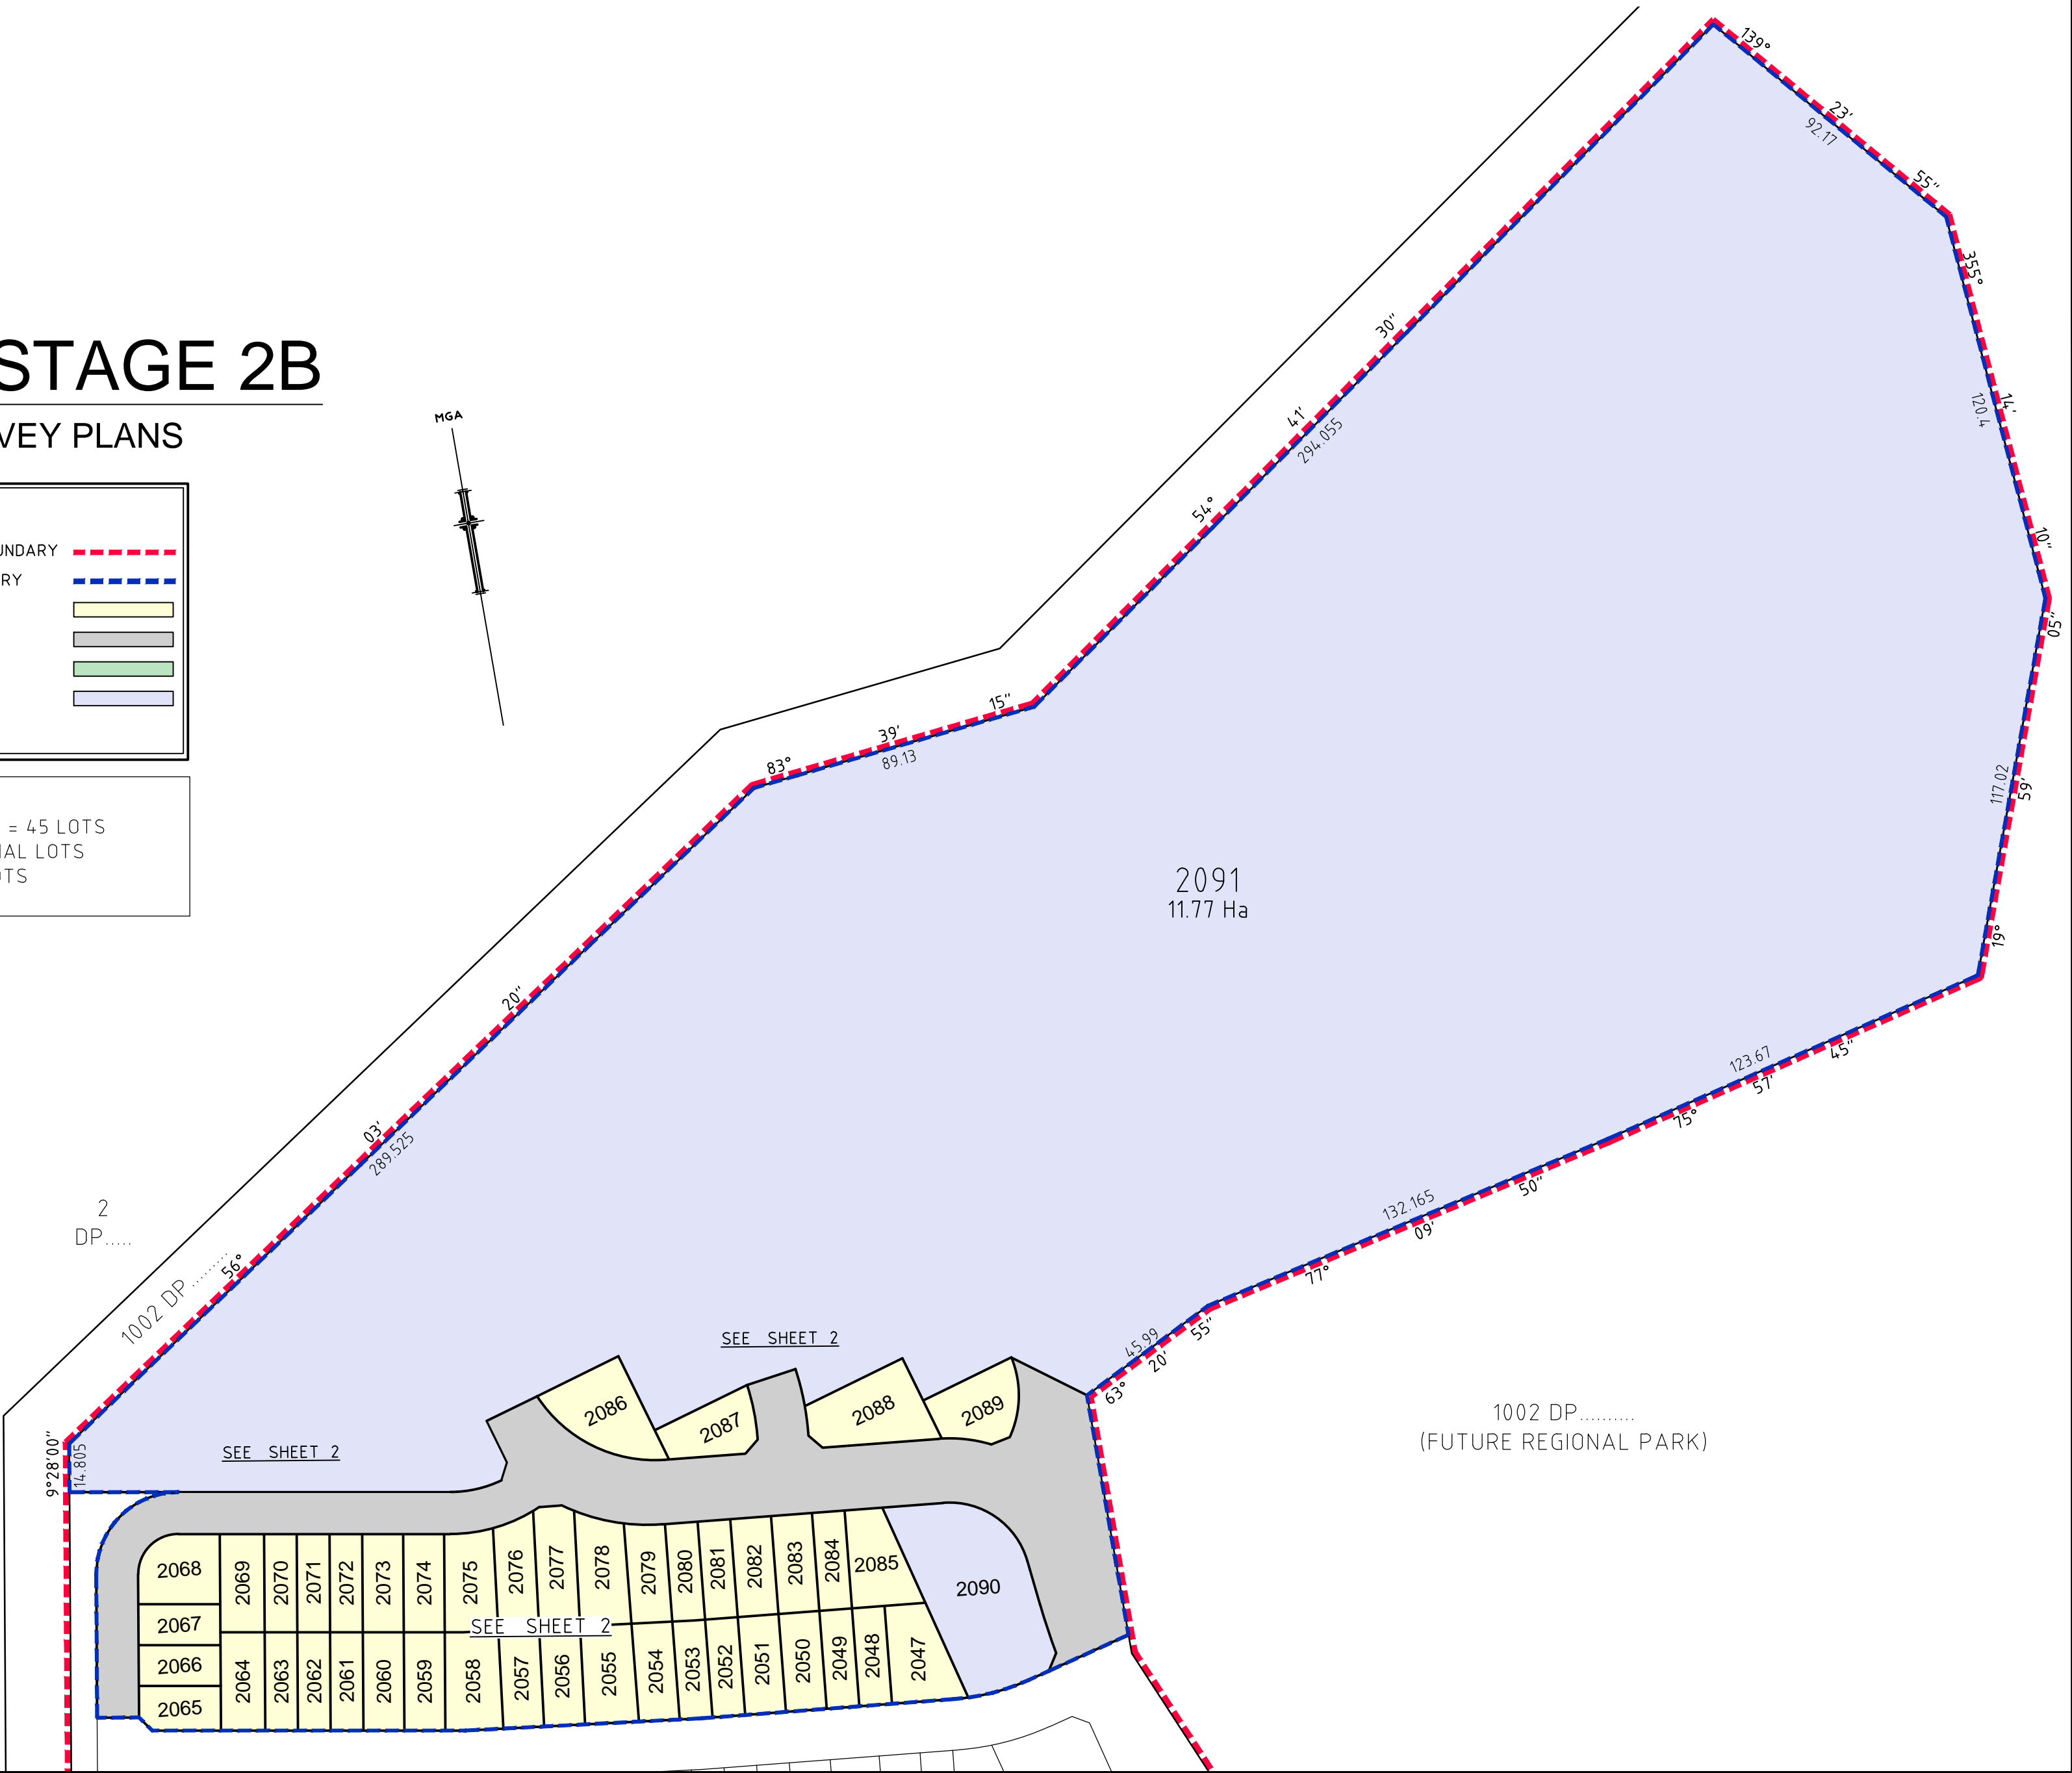 STAGE 2B
VEY PLANS
UNDARY
RY
= 45 LOTS
IAL LOTS
OTS
MGA
139° 23' 55"
92.17
355° 14' 10"
120.4
19° 59' 05"
117.02
54° 41' 30"
294.055
83° 39' 15"
89.13
56° 03' 20"
289.525
2091
11.77 Ha
75° 57' 45"
123.67
77° 09' 50"
132.165
63° 20' 55"
45.99
2
DP.....
1002 DP ........
9°28'00"
14.805
SEE SHEET 2
SEE SHEET 2
1002 DP..........
(FUTURE REGIONAL PARK)
2086
2087
2088
2089
2068
2067
2066
2065
2069
2070
2071
2072
2073
2074
2075
2076
2077
2078
2079
2080
2081
2082
2083
2084
2085
2090
SEE SHEET 2
2064
2063
2062
2061
2060
2059
2058
2057
2056
2055
2054
2053
2052
2051
2050
2049
2048
2047